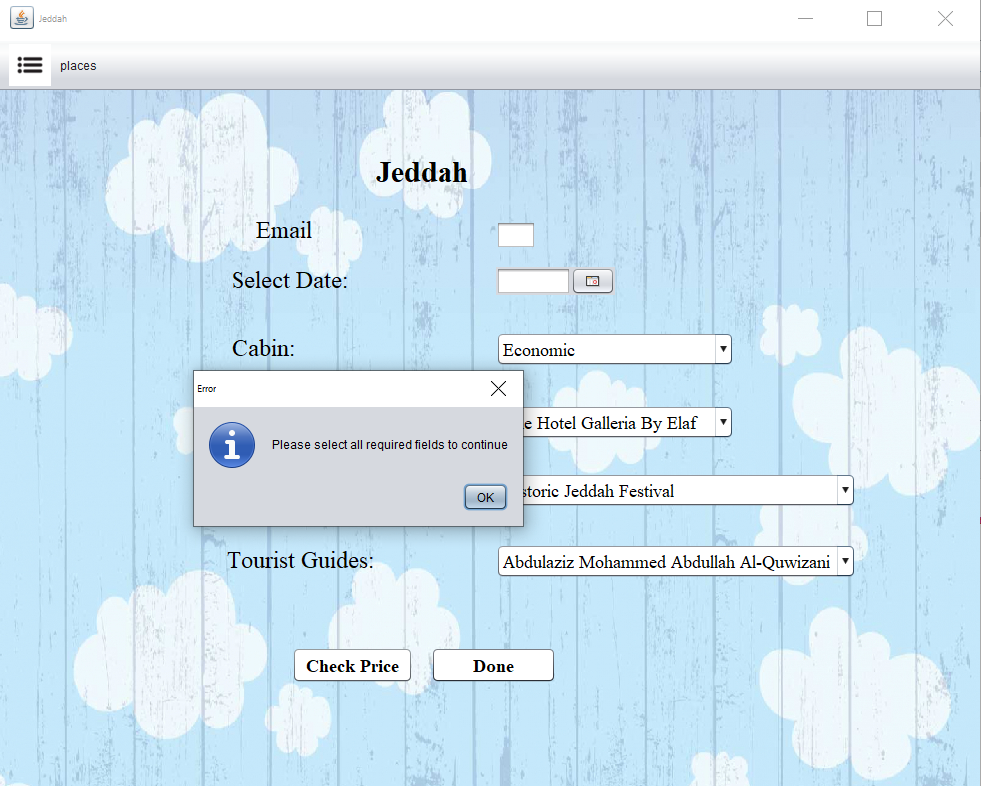 Jeddah
places
Jeddah
Email
Select Date:
Cabin:
Economic
Error
Hotel Galleria By Elaf
Please select all required fields to continue
OK
Jeddah Festival
Tourist Guides:
Abdulaziz Mohammed Abdullah Al-Quwizani
Check Price
Done